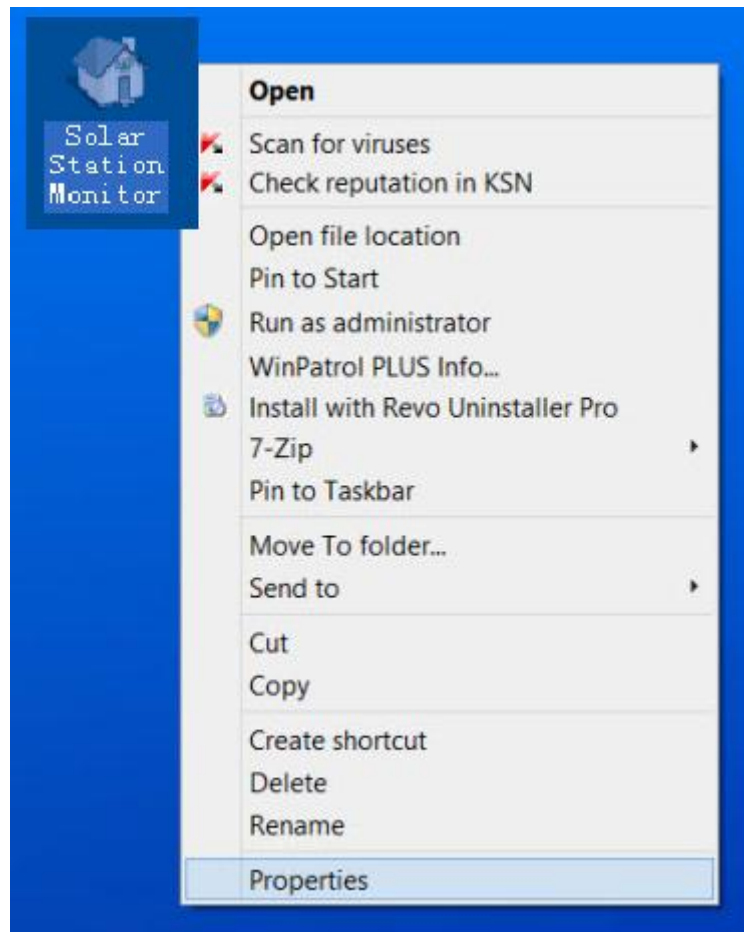 Solar
Station
Monitor
Open
Scan for viruses
Check reputation in KSN
Open file location
Pin to Start
Run as administrator
WinPatrol PLUS Info...
Install with Revo Uninstaller Pro
7-Zip
Pin to Taskbar
Move To folder...
Send to
Cut
Copy
Create shortcut
Delete
Rename
Properties